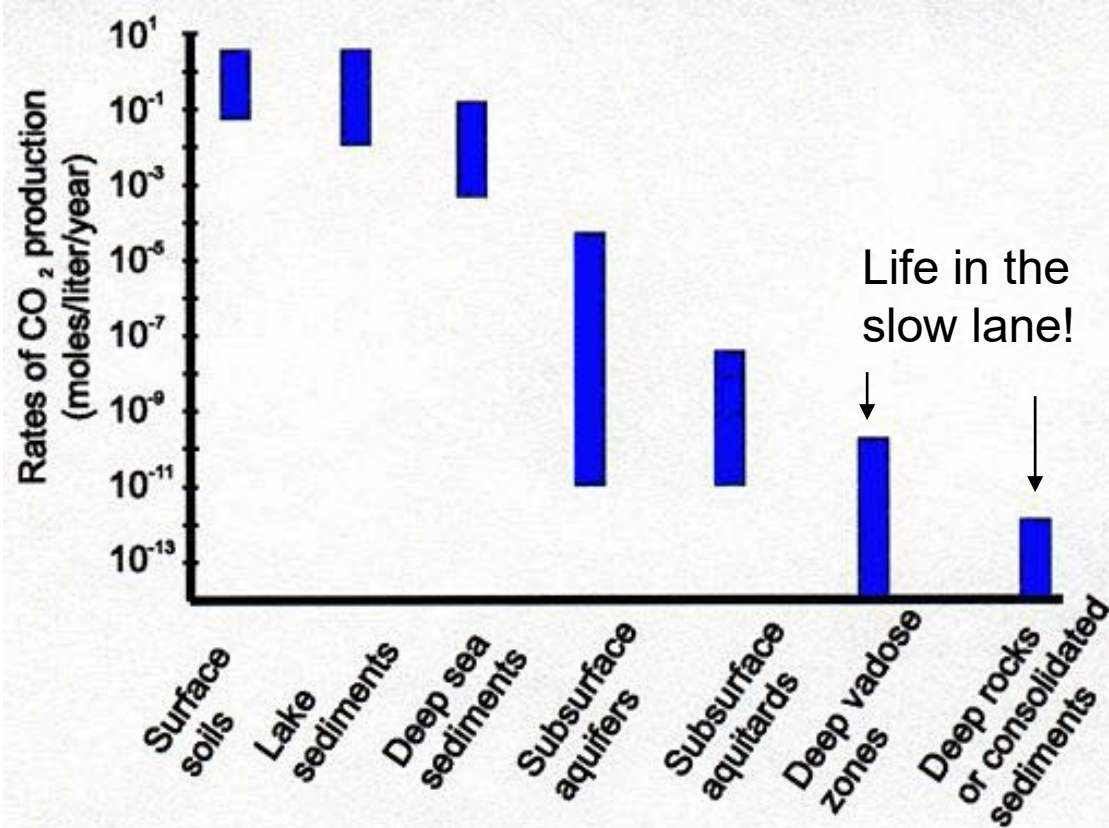 Rates of CO₂ production
(moles/liter/year)
10¹
10⁻¹
10⁻³
10⁻⁵
10⁻⁷
10⁻⁹
10⁻¹¹
10⁻¹³
Life in the
slow lane!
Surface
soils
Lake
sediments
Deep sea
sediments
Subsurface
aquifers
Subsurface
aquitards
Deep vadose
zones
Deep rocks
or consolidated
sediments